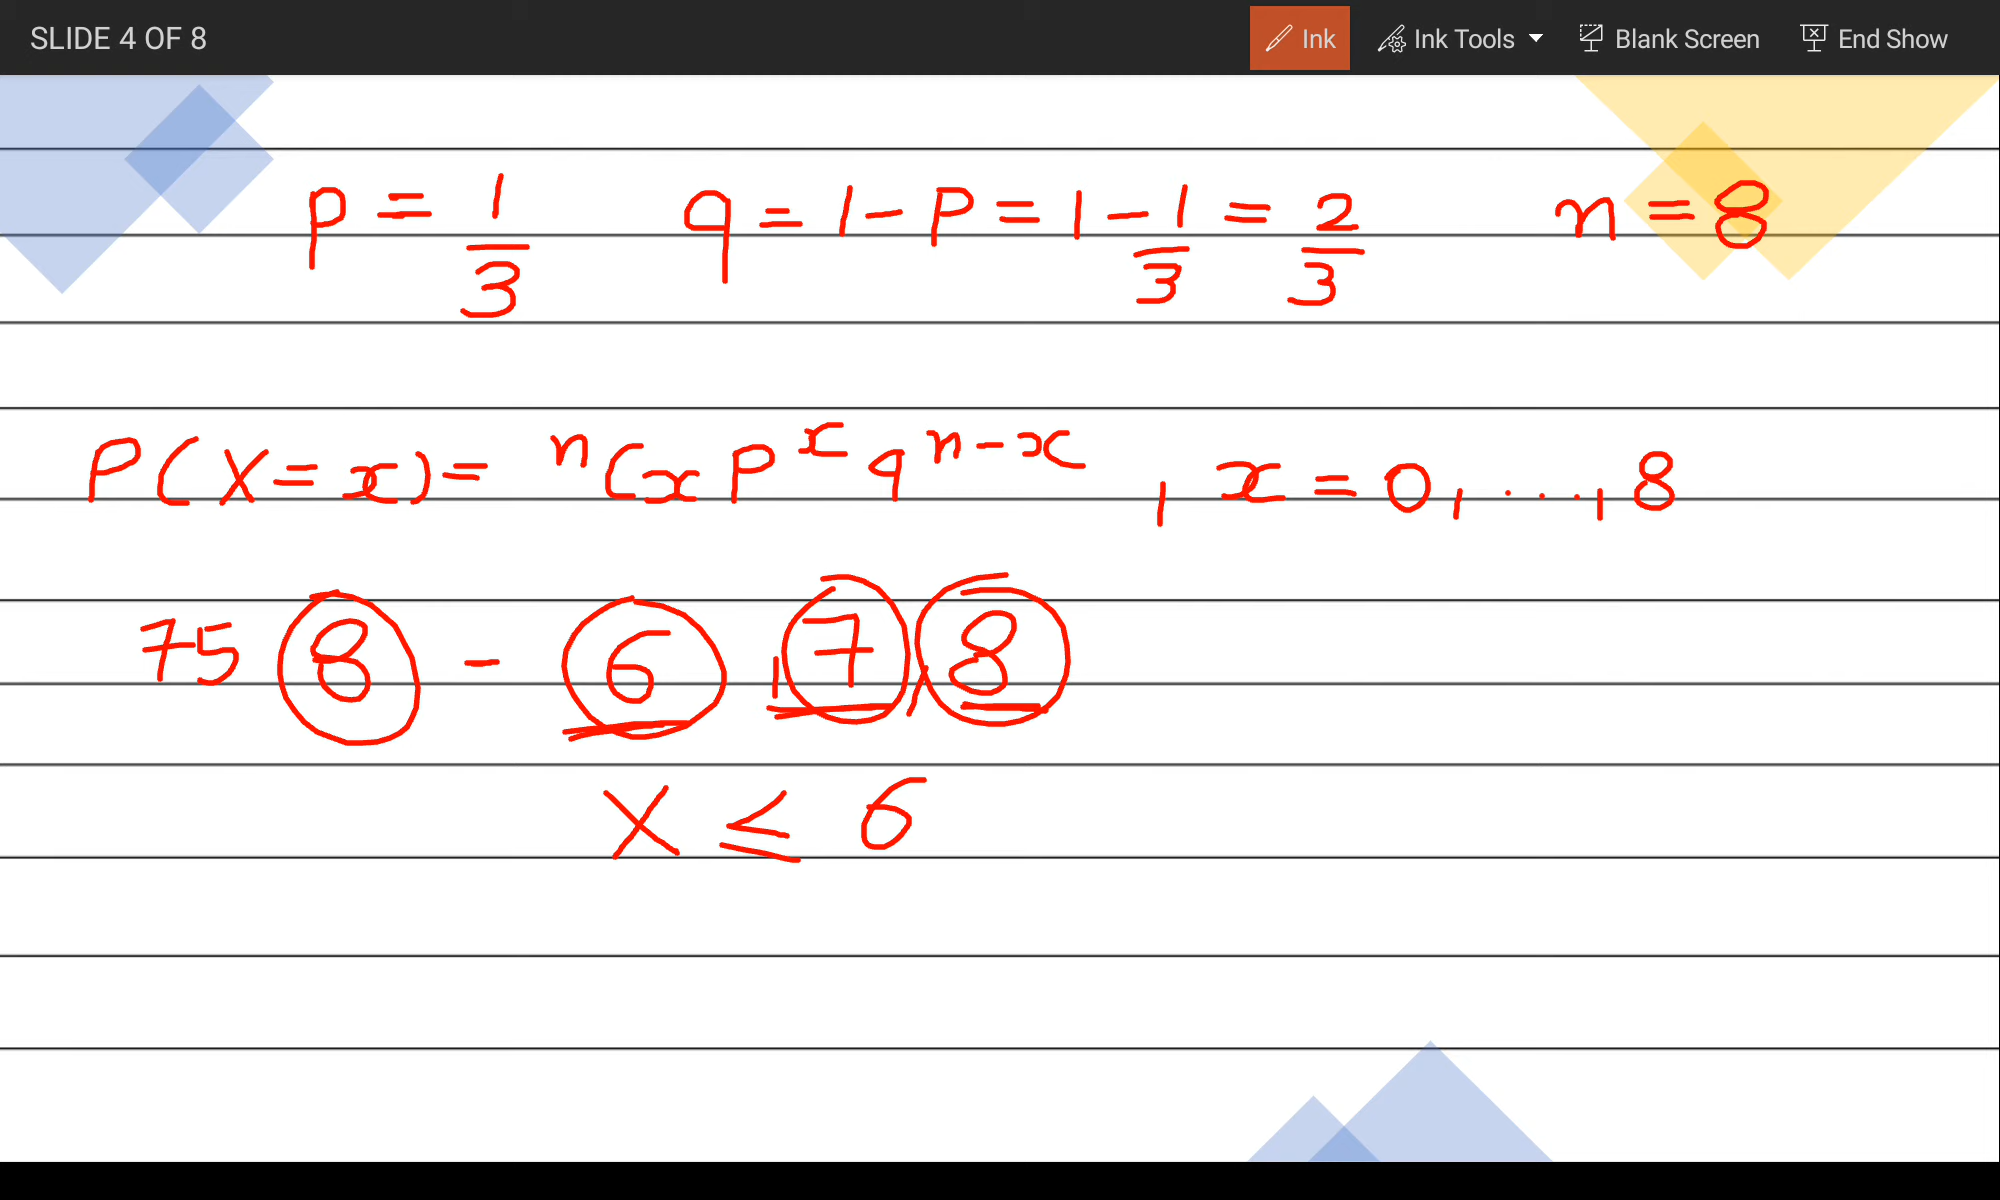 SLIDE 4 OF 8 Ink Ink Tools Blank Screen End Show
p = 1/3 q = 1 - p = 1 - 1/3 = 2/3 n = 8
P(X = x) = ⁿCₓ pˣ qⁿ⁻ˣ , x = 0, ..., 8
75 8 - 6, 7, 8
X ≤ 6